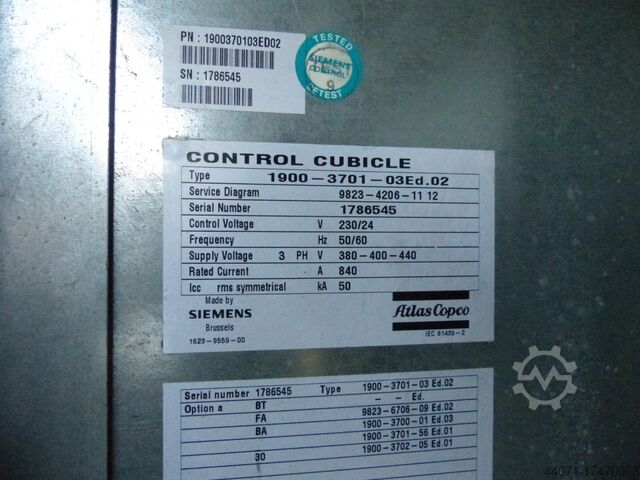 PN : 1900370103ED02
SN : 1786545
TESTED
SIEMENS
CONTROL
9
GETEST
CONTROL CUBICLE
Type 1900-3701-03Ed.02
Service Diagram 9823-4206-11 12
Serial Number 1786545
Control Voltage V 230/24
Frequency Hz 50/60
Supply Voltage 3 PH V 380-400-440
Rated Current A 840
Icc rms symmetrical kA 50
Made by
SIEMENS
Brussels
1623-9559-00
Atlas Copco
IEC 61439-2
Serial number 1786545 Type 1900-3701-03 Ed.02
Option a BT - - Ed.
FA 9823-6706-09 Ed.02
BA 1900-3700-01 Ed.03
1900-3701-56 Ed.01
30 1900-3702-05 Ed.01
44071-17470008